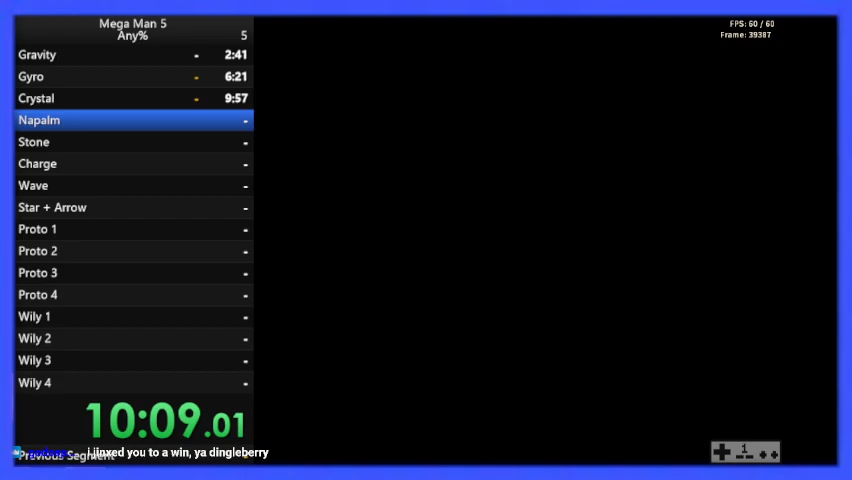 Mega Man 5
Any% 5
Gravity - 2:41
Gyro - 6:21
Crystal - 9:57
Napalm -
Stone -
Charge -
Wave -
Star + Arrow -
Proto 1 -
Proto 2 -
Proto 3 -
Proto 4 -
Wily 1 -
Wily 2 -
Wily 3 -
Wily 4 -
10:09.01
i jinxed you to a win, ya dingleberry
Previous Segment -
FPS: 60 / 60
Frame: 39387
1